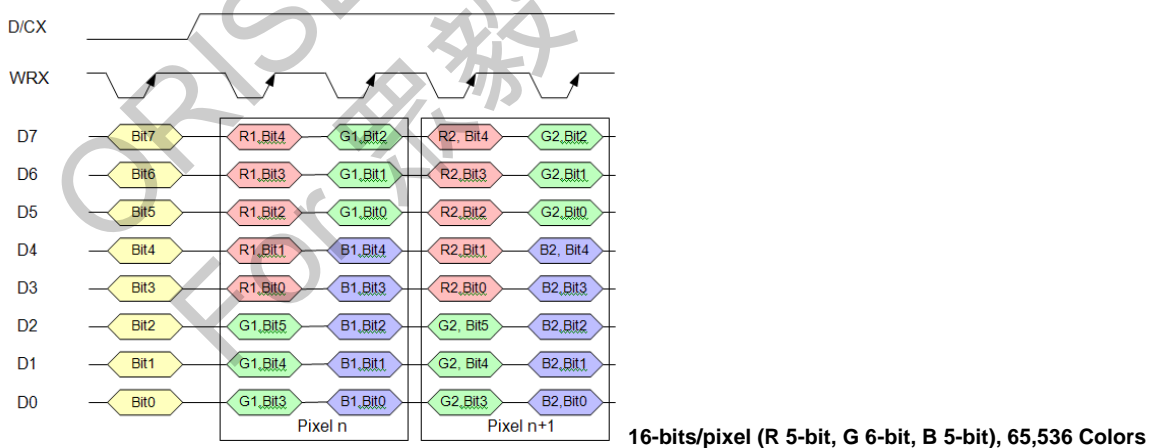 D/CX
WRX
D7 Bit7 R1,Bit4 G1,Bit2 R2, Bit4 G2,Bit2
D6 Bit6 R1,Bit3 G1,Bit1 R2,Bit3 G2,Bit1
D5 Bit5 R1,Bit2 G1,Bit0 R2,Bit2 G2,Bit0
D4 Bit4 R1,Bit1 B1,Bit4 R2,Bit1 B2, Bit4
D3 Bit3 R1,Bit0 B1,Bit3 R2,Bit0 B2,Bit3
D2 Bit2 G1,Bit5 B1,Bit2 G2, Bit5 B2,Bit2
D1 Bit1 G1,Bit4 B1,Bit1 G2, Bit4 B2,Bit1
D0 Bit0 G1,Bit3 B1,Bit0 G2,Bit3 B2,Bit0
Pixel n Pixel n+1
16-bits/pixel (R 5-bit, G 6-bit, B 5-bit), 65,536 Colors
For